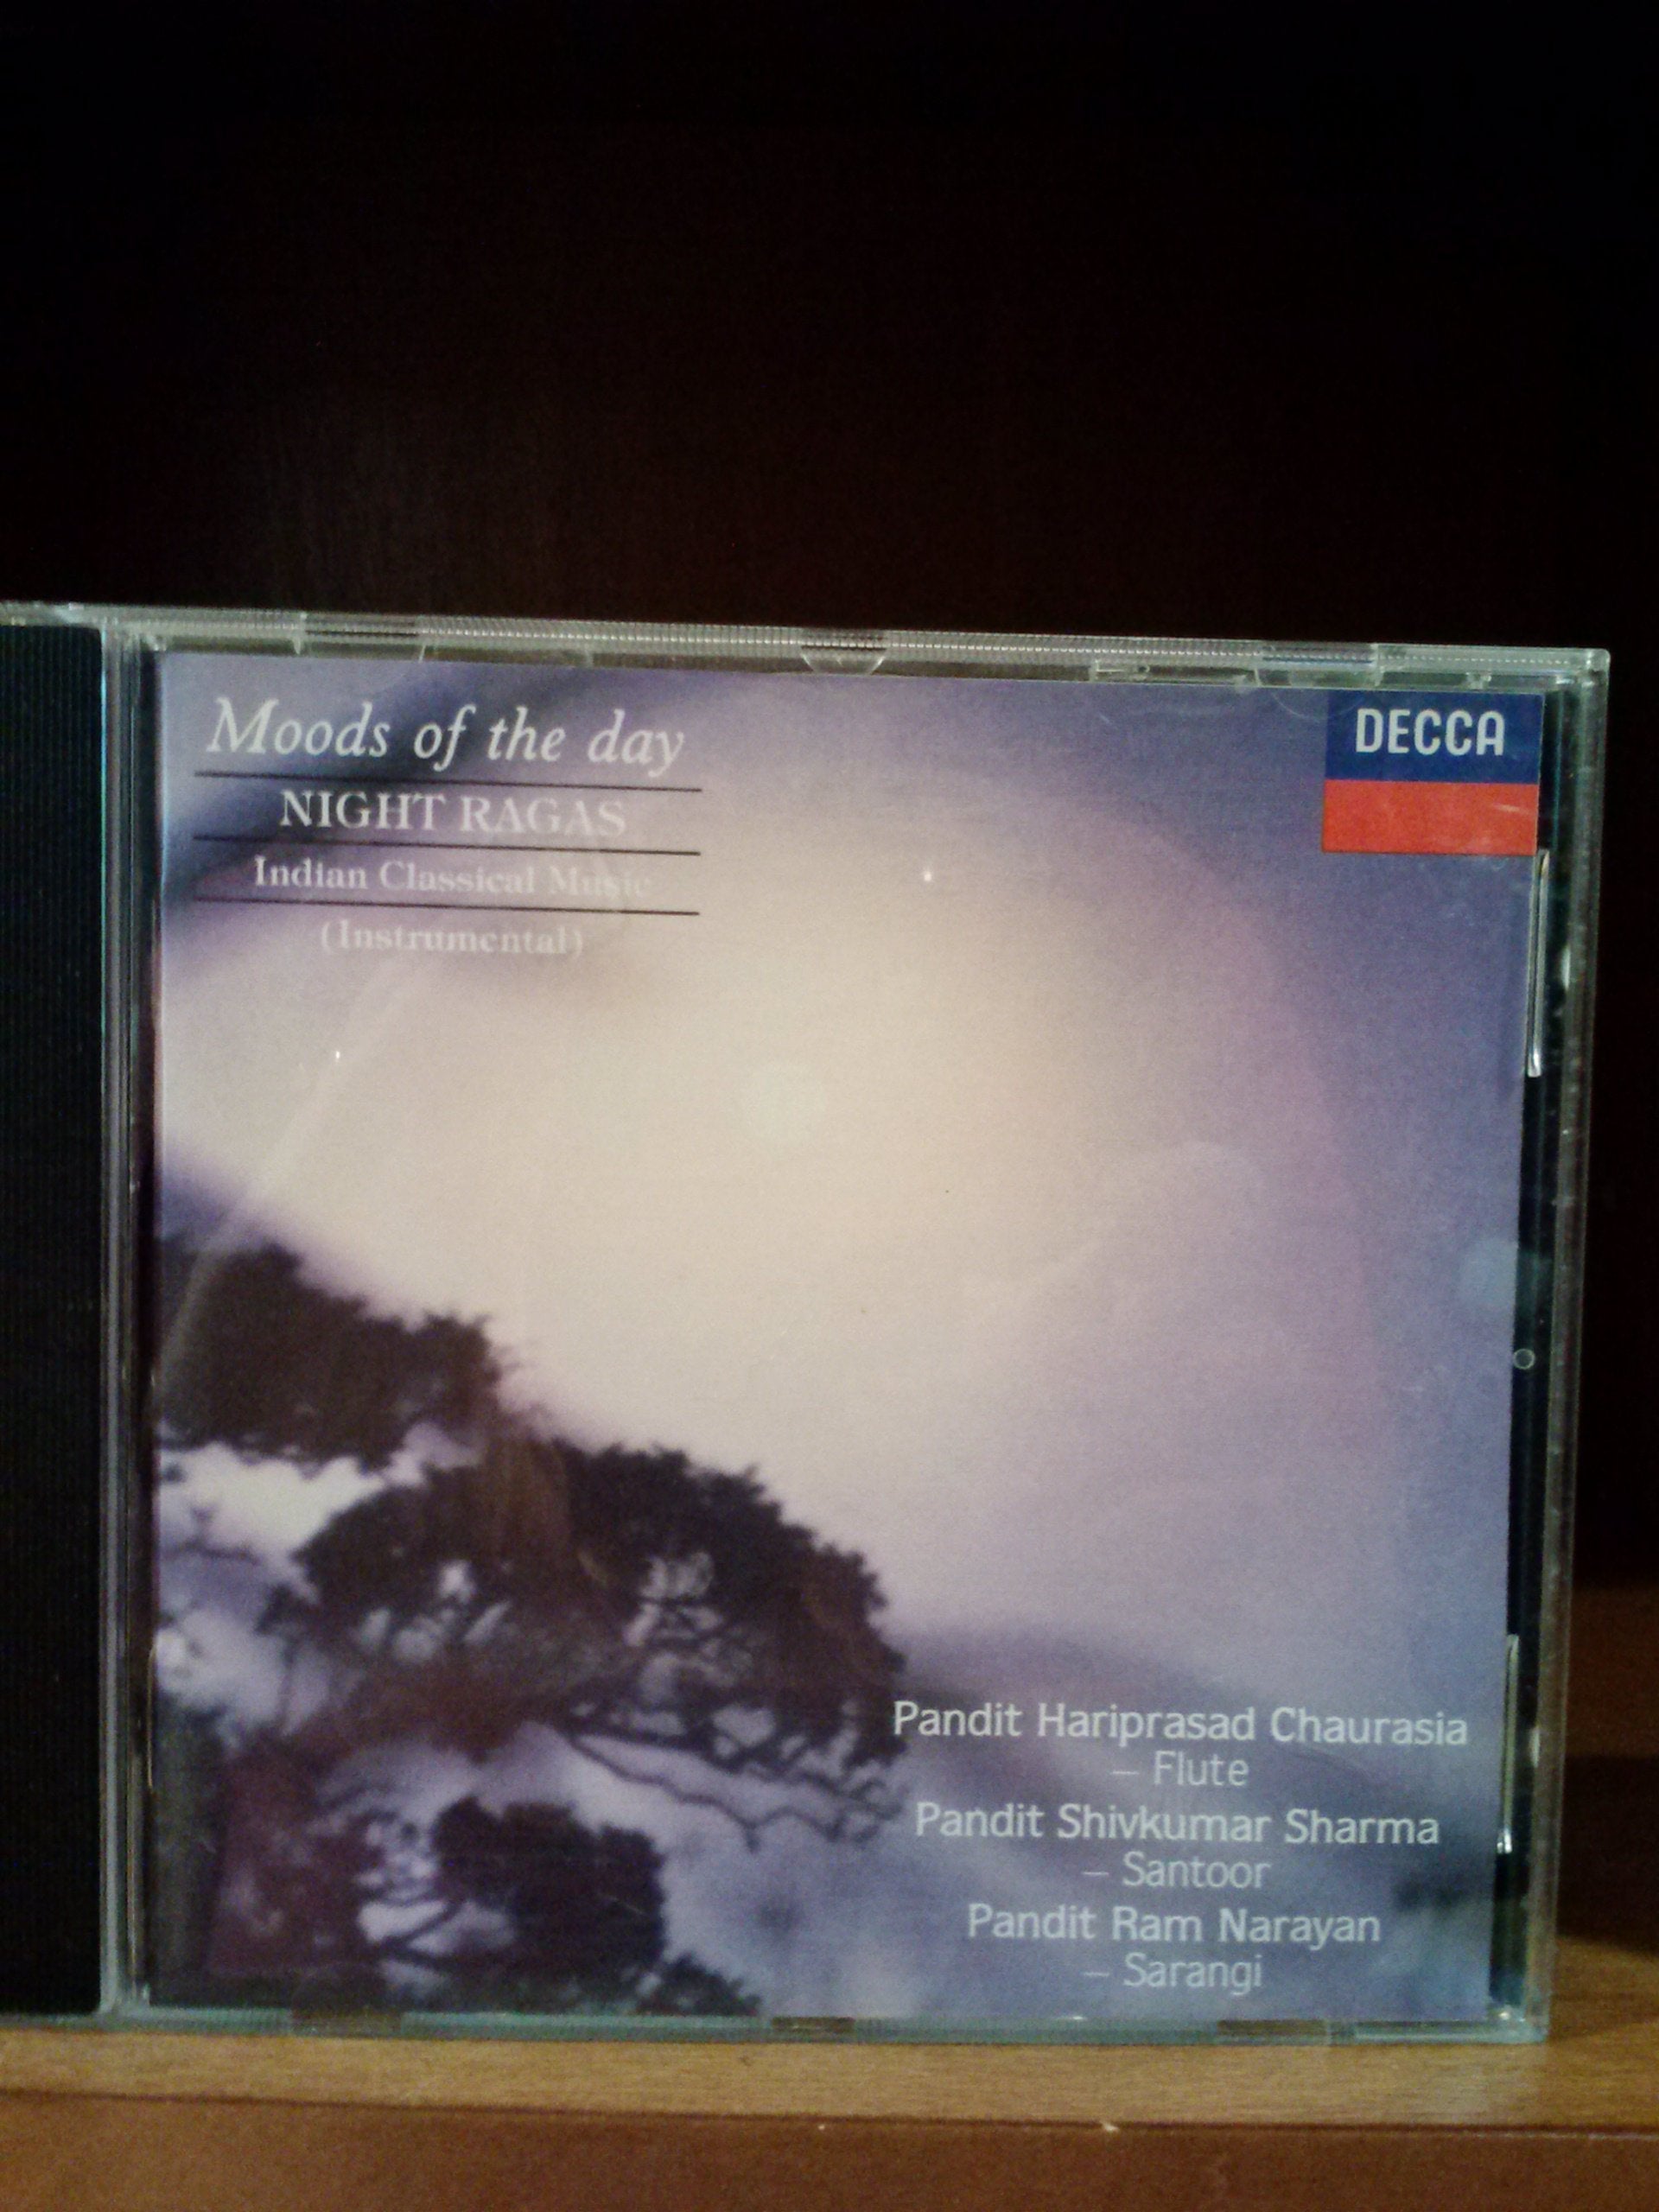 Moods of the day
NIGHT RAGAS
Indian Classical Music
(Instrumental)
DECCA
Pandit Hariprasad Chaurasia
– Flute
Pandit Shivkumar Sharma
– Santoor
Pandit Ram Narayan
– Sarangi